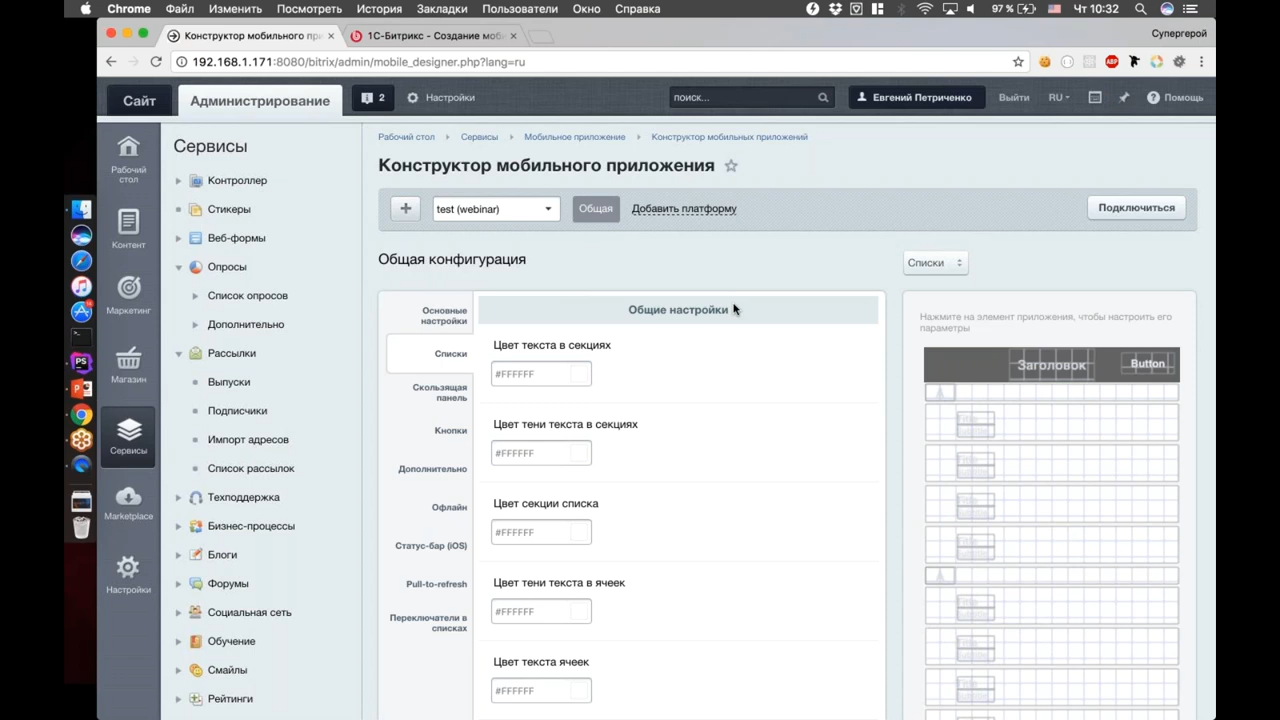 Chrome Файл Изменить Посмотреть История Закладки Пользователи Окно Справка 97 % Чт 10:32
Конструктор мобильного при
1С-Битрикс - Создание моби
Супергерой
192.168.1.171:8080/bitrix/admin/mobile_designer.php?lang=ru
ABP
Сайт
Администрирование
2
Настройки
поиск...
Евгений Петриченко
Выйти
RU
Помощь
Рабочий стол
Контент
Маркетинг
Магазин
Сервисы
Marketplace
Настройки
Сервисы
Контроллер
Стикеры
Веб-формы
Опросы
Список опросов
Дополнительно
Рассылки
Выпуски
Подписчики
Импорт адресов
Список рассылок
Техподдержка
Бизнес-процессы
Блоги
Форумы
Социальная сеть
Обучение
Смайлы
Рейтинги
Рабочий стол Сервисы Мобильное приложение Конструктор мобильных приложений
Конструктор мобильного приложения
+
test (webinar)
Общая
Добавить платформу
Подключиться
Общая конфигурация
Списки
Основные
настройки
Списки
Скользящая
панель
Кнопки
Дополнительно
Офлайн
Статус-бар (iOS)
Pull-to-refresh
Переключатели в
списках
Общие настройки
Цвет текста в секциях
#FFFFFF
Цвет тени текста в секциях
#FFFFFF
Цвет секции списка
#FFFFFF
Цвет тени текста в ячеек
#FFFFFF
Цвет текста ячеек
#FFFFFF
Нажмите на элемент приложения, чтобы настроить его
параметры
Заголовок
Button